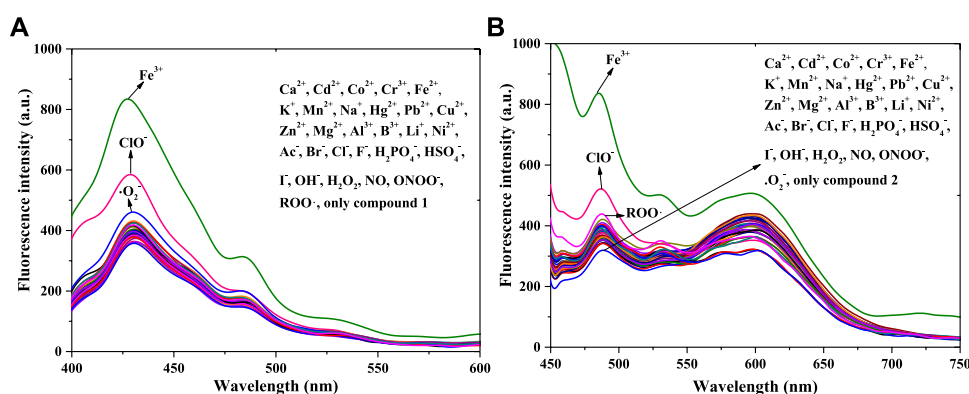 A
Fluorescence intensity (a.u.)
1000
800
600
400
200
0
400
450
500
550
600
Wavelength (nm)
Fe³⁺
ClO⁻
·O₂⁻
Ca²⁺, Cd²⁺, Co²⁺, Cr³⁺, Fe²⁺,
K⁺, Mn²⁺, Na⁺, Hg²⁺, Pb²⁺, Cu²⁺,
Zn²⁺, Mg²⁺, Al³⁺, B³⁺, Li⁺, Ni²⁺,
Ac⁻, Br⁻, Cl⁻, F⁻, H₂PO₄⁻, HSO₄⁻,
I⁻, OH⁻, H₂O₂, NO, ONOO⁻,
ROO·, only compound 1
B
Fluorescence intensity (a.u.)
1000
800
600
400
200
0
450
500
550
600
650
700
750
Wavelength (nm)
Fe³⁺
ClO⁻
ROO·
Ca²⁺, Cd²⁺, Co²⁺, Cr³⁺, Fe²⁺,
K⁺, Mn²⁺, Na⁺, Hg²⁺, Pb²⁺, Cu²⁺,
Zn²⁺, Mg²⁺, Al³⁺, B³⁺, Li⁺, Ni²⁺,
Ac⁻, Br⁻, Cl⁻, F⁻, H₂PO₄⁻, HSO₄⁻,
I⁻, OH⁻, H₂O₂, NO, ONOO⁻,
.O₂⁻, only compound 2